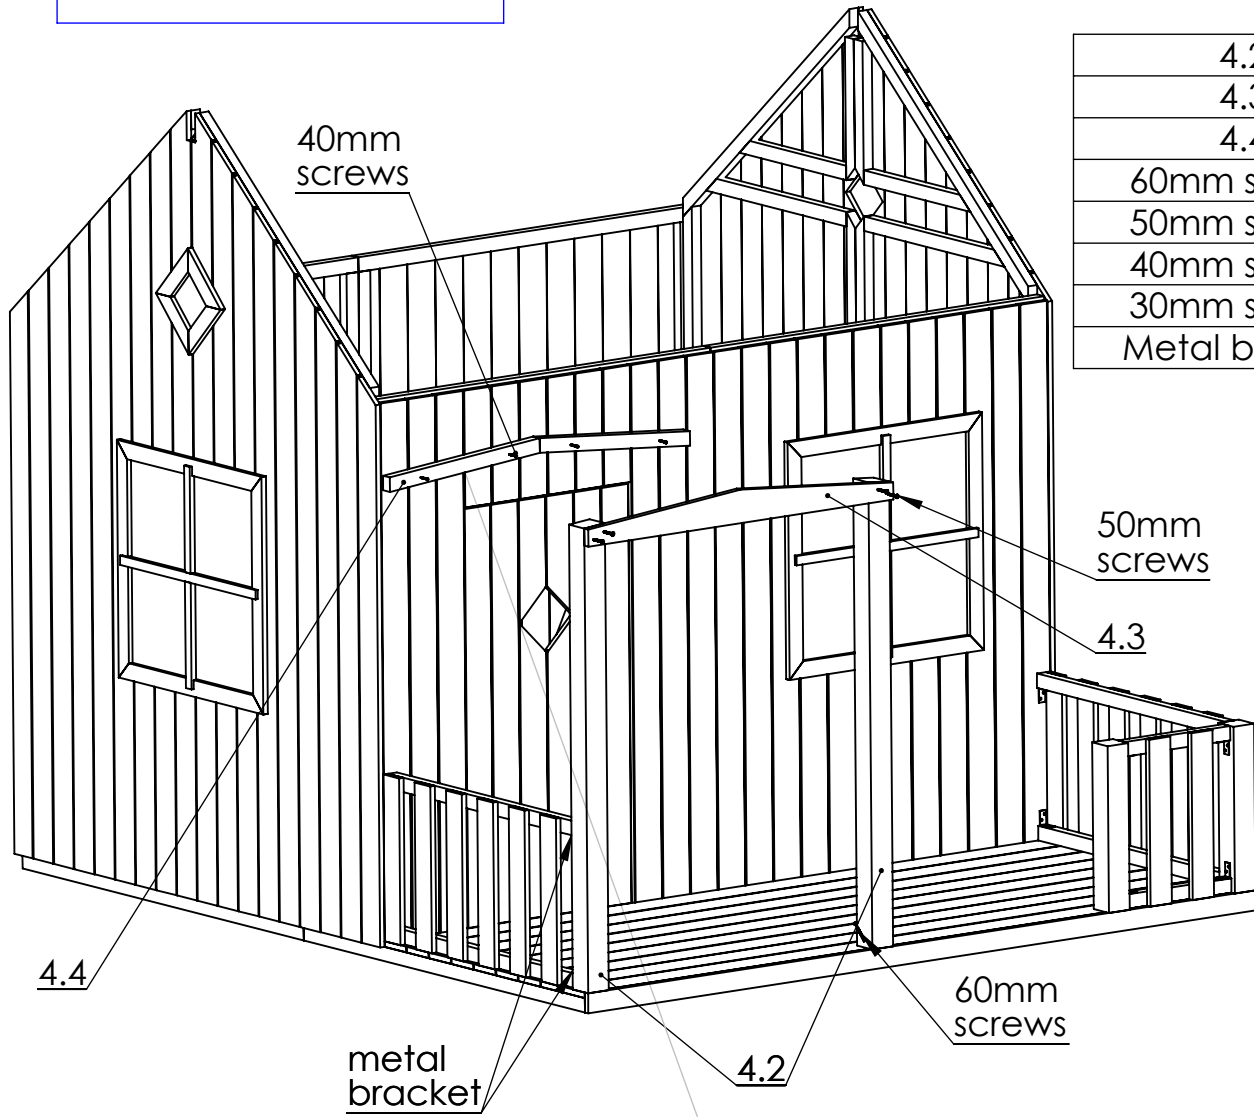 40mm
screws
4.2
4.3
4.4
60mm s
50mm s
40mm s
30mm s
Metal b
50mm
screws
4.3
4.4
60mm
screws
metal
bracket
4.2